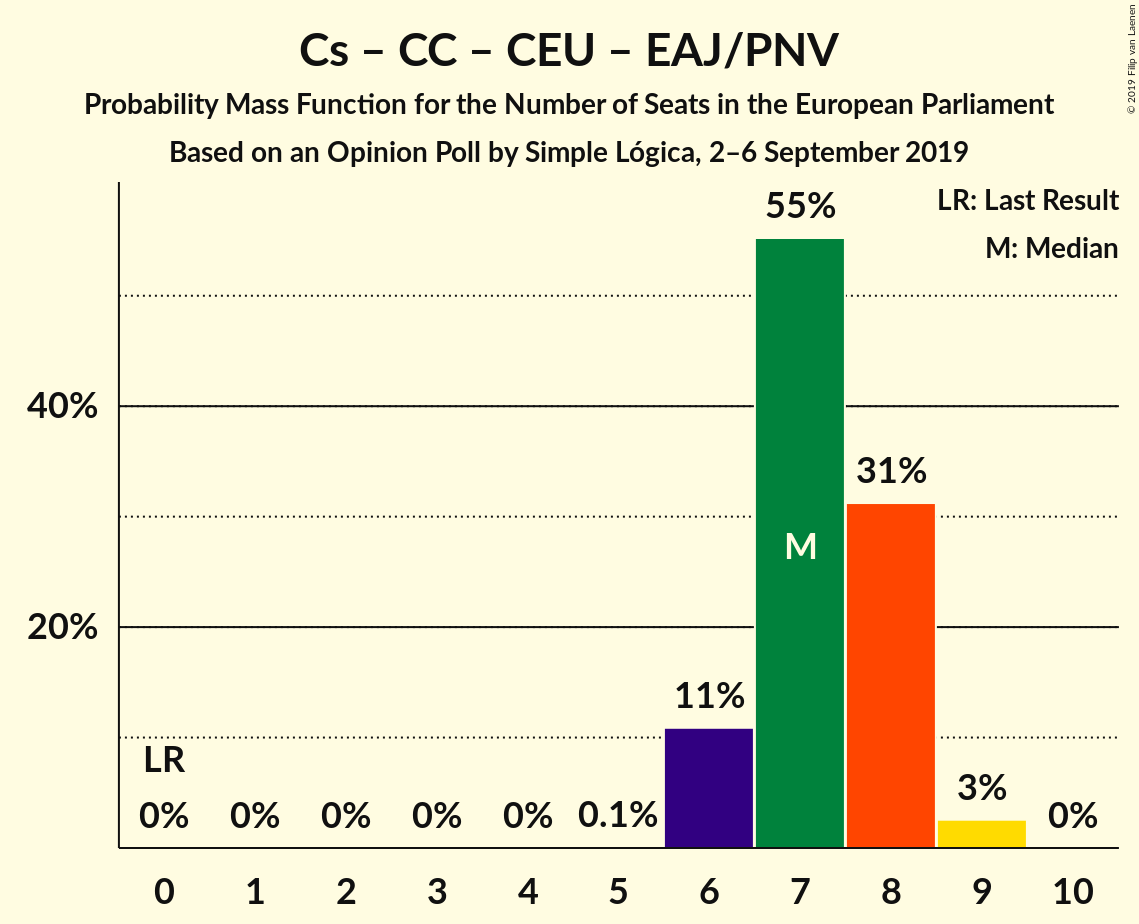 Cs – CC – CEU – EAJ/PNV
Probability Mass Function for the Number of Seats in the European Parliament
Based on an Opinion Poll by Simple Lógica, 2–6 September 2019
© 2019 Filip van Laenen
LR: Last Result
M: Median
55%
40%
31%
M
20%
11%
LR
3%
0% 0% 0% 0% 0% 0.1% 0%
0 1 2 3 4 5 6 7 8 9 10